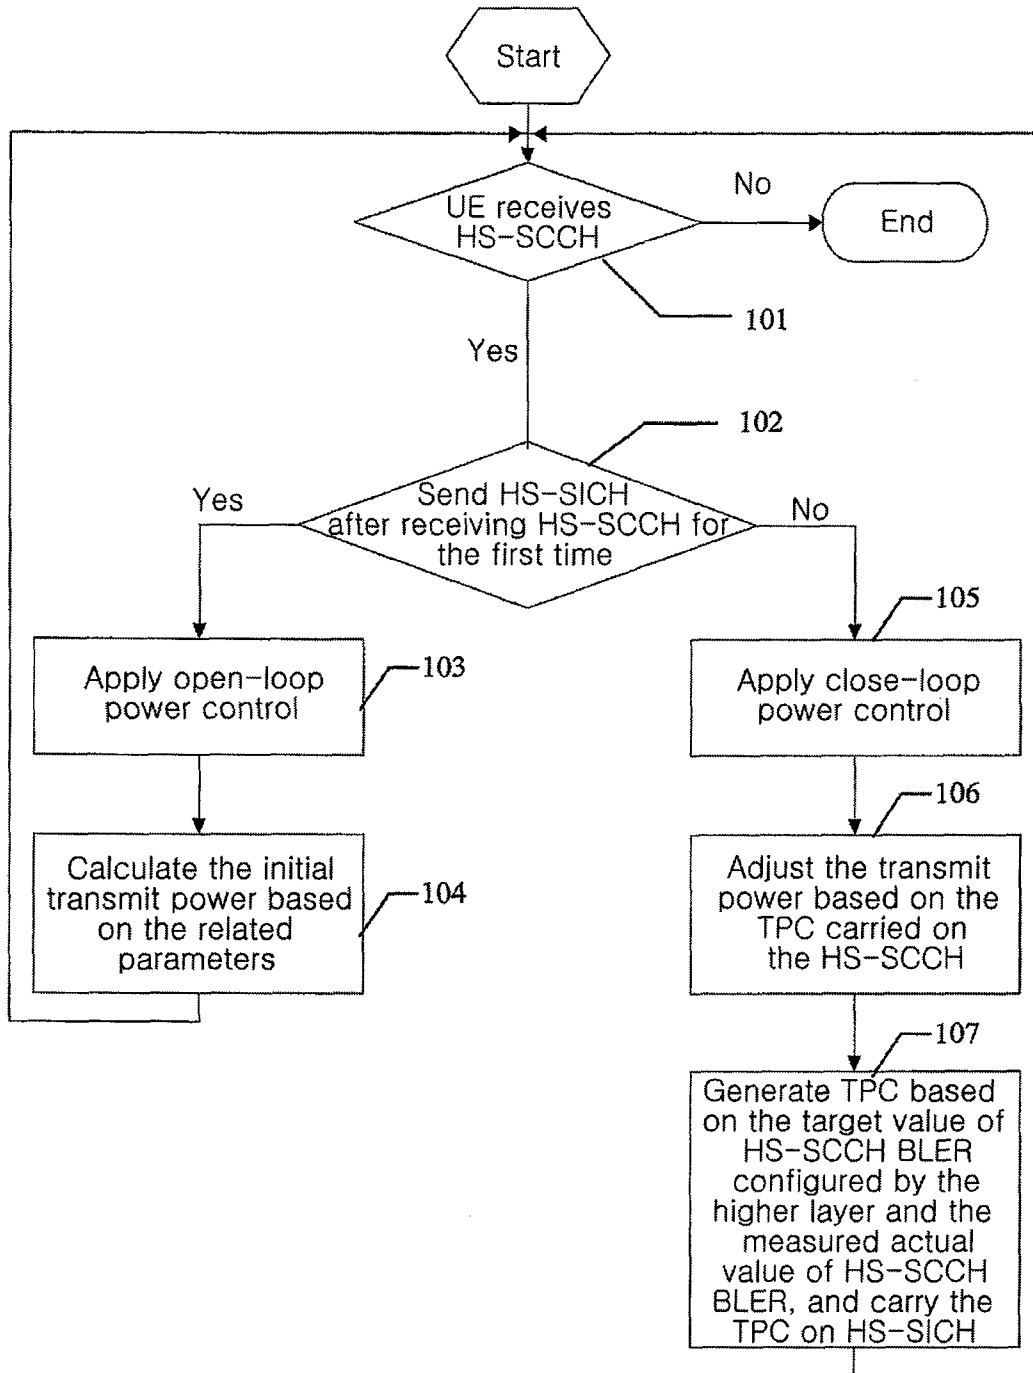 Start
UE receives
HS-SCCH
No
End
101
Yes
102
Send HS-SICH
after receiving HS-SCCH for
the first time
Yes
No
103
Apply open-loop
power control
105
Apply close-loop
power control
104
Calculate the initial
transmit power based
on the related
parameters
106
Adjust the transmit
power based on the
TPC carried on
the HS-SCCH
107
Generate TPC based
on the target value of
HS-SCCH BLER
configured by the
higher layer and the
measured actual
value of HS-SCCH
BLER, and carry the
TPC on HS-SICH